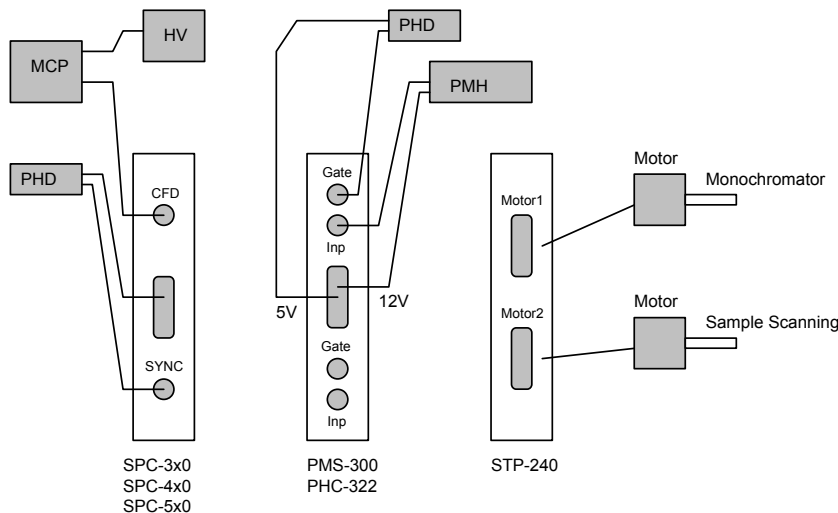 HV
MCP
PHD
CFD
SYNC
SPC-3x0
SPC-4x0
SPC-5x0
PHD
PMH
Gate
Inp
5V
12V
Gate
Inp
PMS-300
PHC-322
Motor1
Motor2
STP-240
Motor
Monochromator
Motor
Sample Scanning